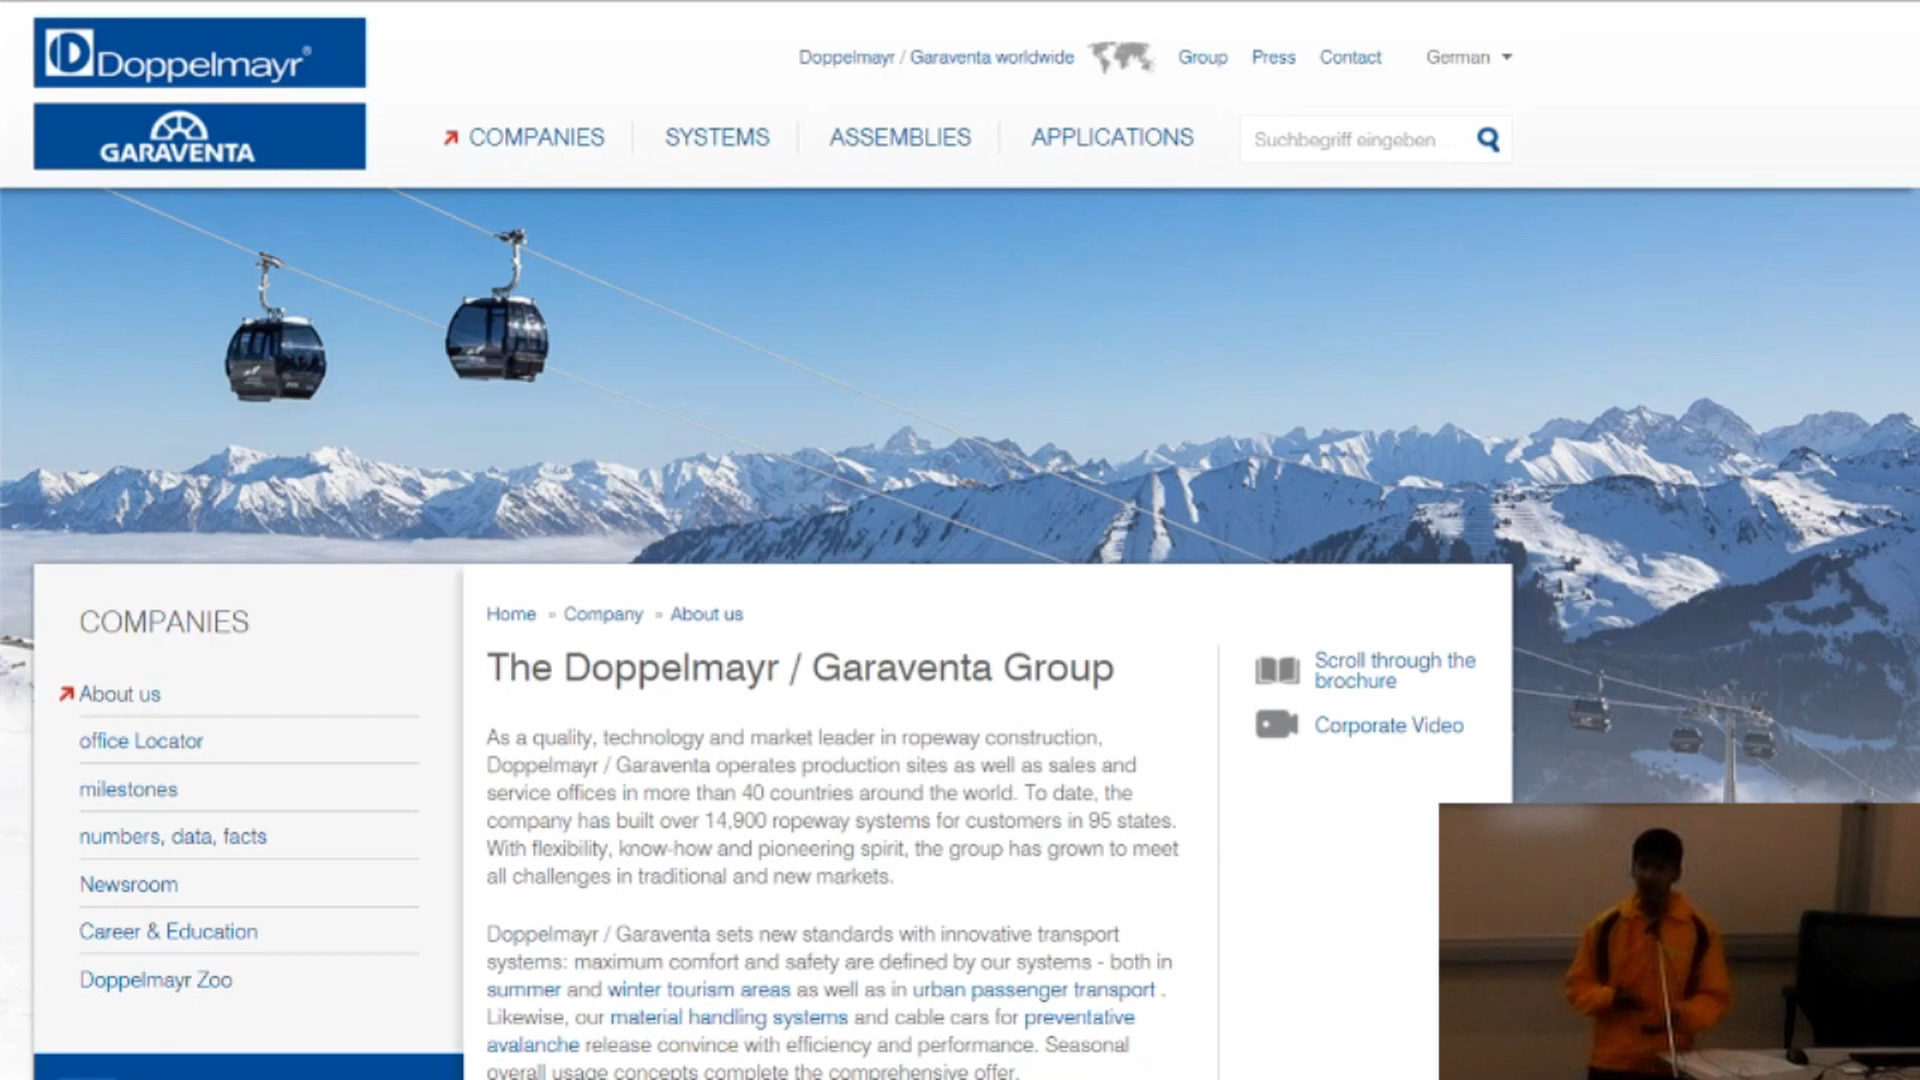 Doppelmayr®
GARAVENTA
Doppelmayr / Garaventa worldwide
Group
Press
Contact
German
COMPANIES
SYSTEMS
ASSEMBLIES
APPLICATIONS
Suchbegriff eingeben ...
COMPANIES
About us
office Locator
milestones
numbers, data, facts
Newsroom
Career & Education
Doppelmayr Zoo
Home » Company » About us
The Doppelmayr / Garaventa Group
As a quality, technology and market leader in ropeway construction,
Doppelmayr / Garaventa operates production sites as well as sales and
service offices in more than 40 countries around the world. To date, the
company has built over 14,900 ropeway systems for customers in 95 states.
With flexibility, know-how and pioneering spirit, the group has grown to meet
all challenges in traditional and new markets.
Doppelmayr / Garaventa sets new standards with innovative transport
systems: maximum comfort and safety are defined by our systems - both in
summer and winter tourism areas as well as in urban passenger transport .
Likewise, our material handling systems and cable cars for preventative
avalanche release convince with efficiency and performance. Seasonal
overall usage concepts complete the comprehensive offer.
Scroll through the
brochure
Corporate Video